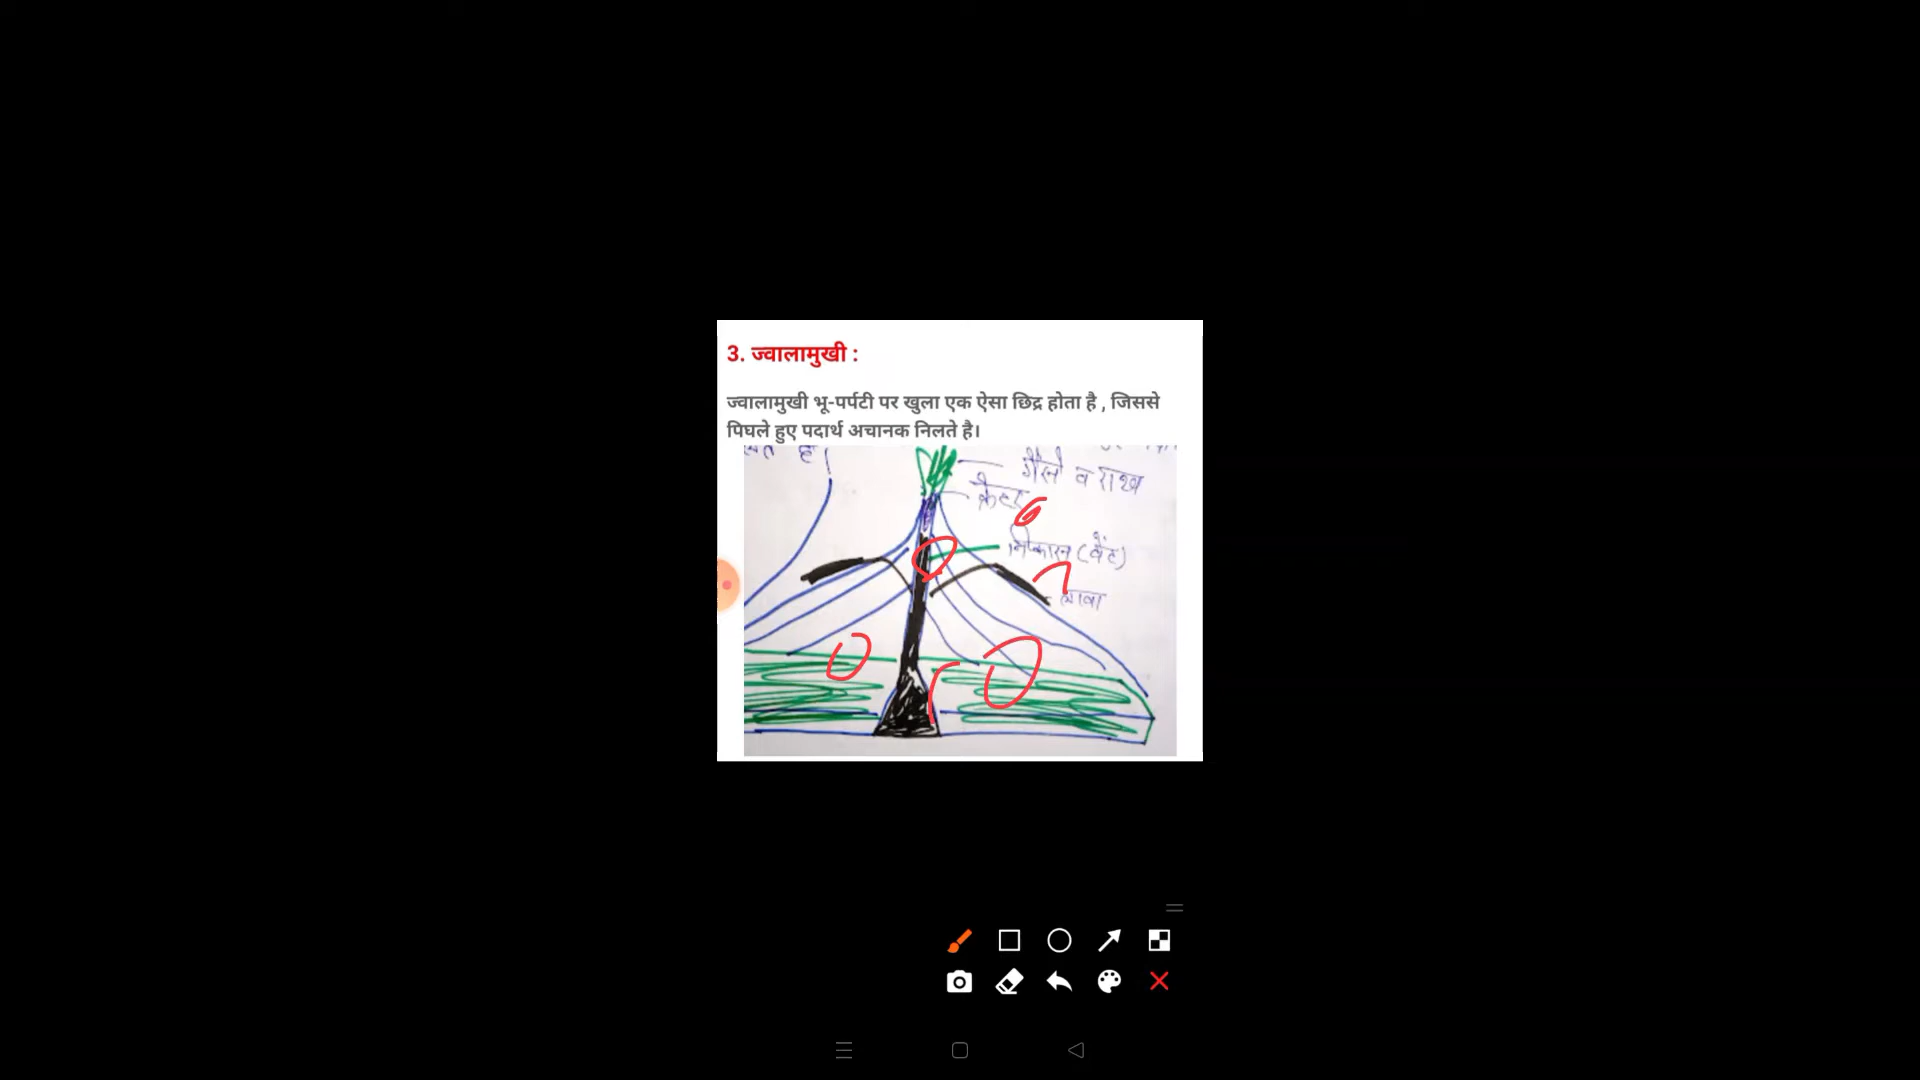 3. ज्वालामुखी :
ज्वालामुखी भू-पर्पटी पर खुला एक ऐसा छिद्र होता है , जिससे
पिघले हुए पदार्थ अचानक निलते है।
गैसे व राख
क्रेटर
निकास (वेंट)
लावा